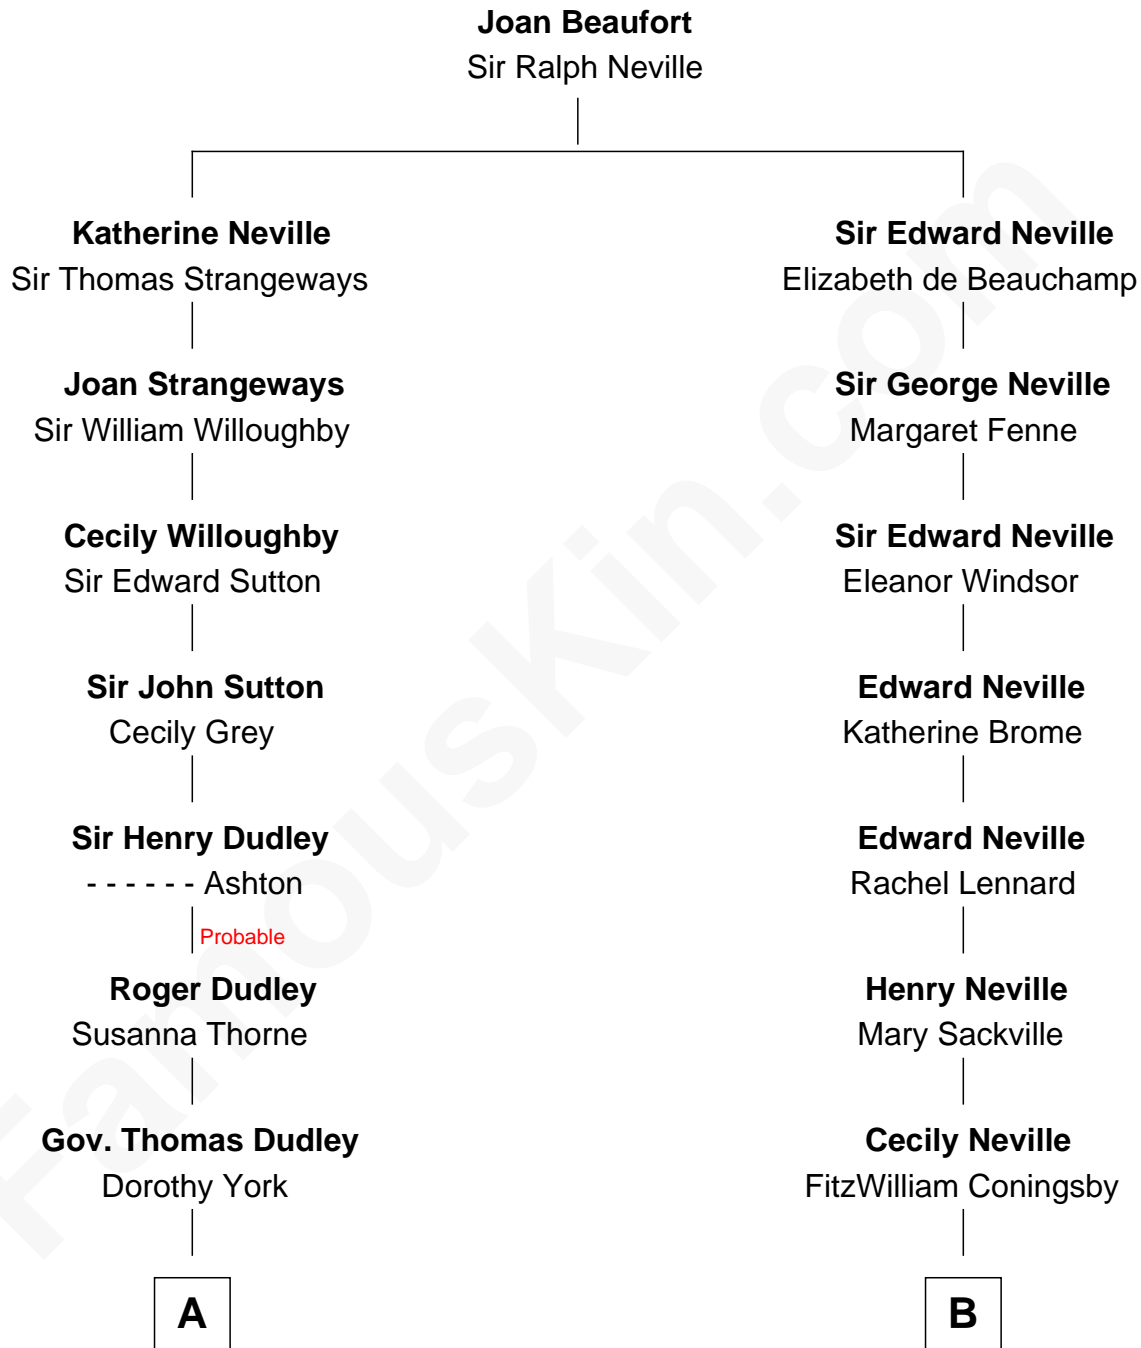 Joan Beaufort
Sir Ralph Neville
Katherine Neville
Sir Thomas Strangeways
Sir Edward Neville
Elizabeth de Beauchamp
Joan Strangeways
Sir William Willoughby
Sir George Neville
Margaret Fenne
Cecily Willoughby
Sir Edward Sutton
Sir Edward Neville
Eleanor Windsor
Sir John Sutton
Cecily Grey
Edward Neville
Katherine Brome
Sir Henry Dudley
- - - - - - Ashton
Probable
Edward Neville
Rachel Lennard
Roger Dudley
Susanna Thorne
Henry Neville
Mary Sackville
Gov. Thomas Dudley
Dorothy York
Cecily Neville
FitzWilliam Coningsby
A
B
FamousKin.com